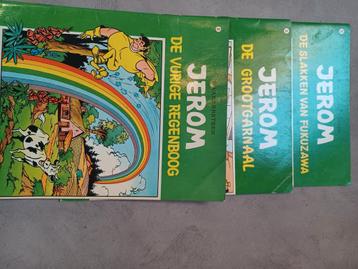 JEROM
DE VURIGE REGENBOOG
JEROM
DE GROOTGARNAAL
JEROM
DE SLAKKEN VAN FUKUZAWA